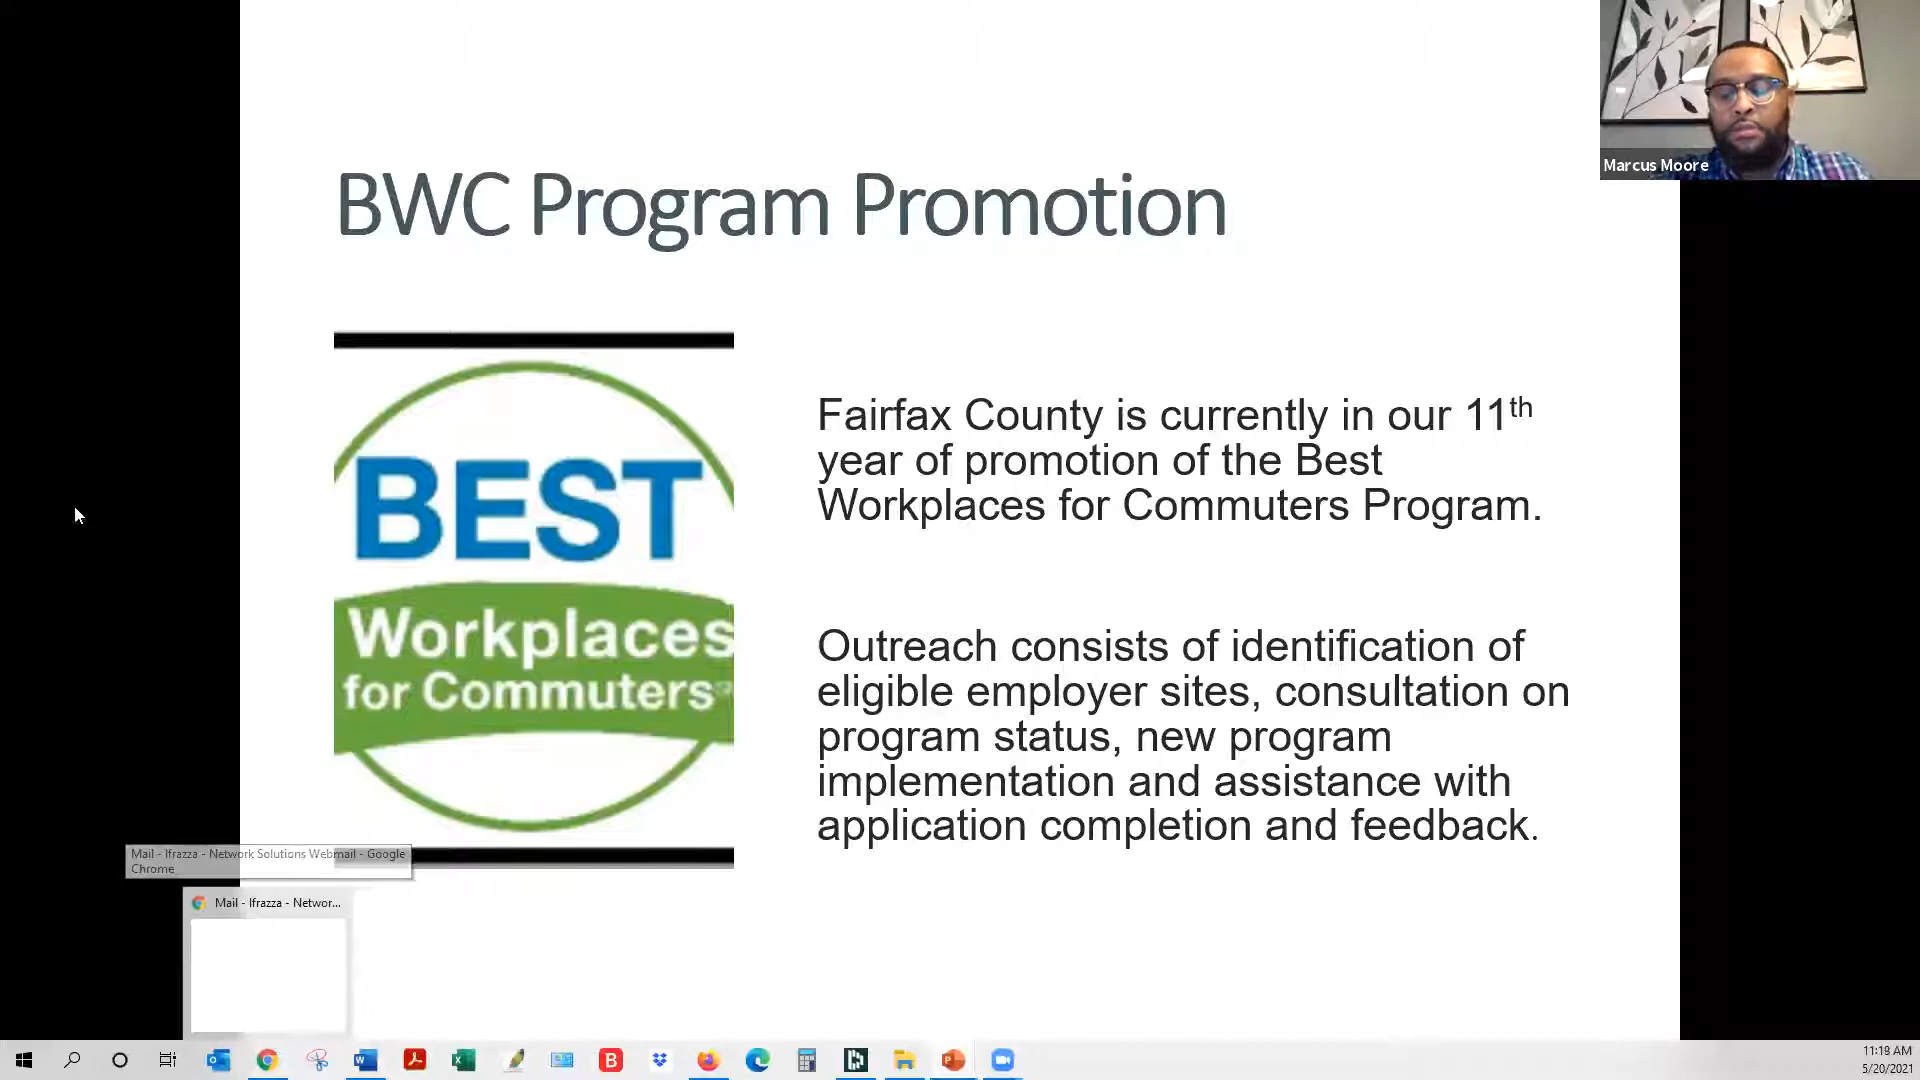 Marcus Moore
BWC Program Promotion
BEST
Workplaces
for Commuters
Fairfax County is currently in our 11th
year of promotion of the Best
Workplaces for Commuters Program.
Outreach consists of identification of
eligible employer sites, consultation on
program status, new program
implementation and assistance with
application completion and feedback.
Mail - lfrazza - Network Solutions Webmail - Google
Chrome
Mail - lfrazza - Networ...
11:19 AM
5/20/2021